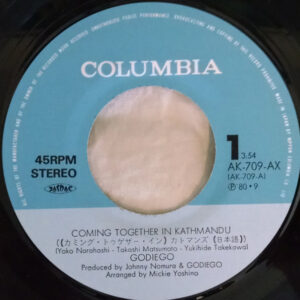 COLUMBIA
45RPM
STEREO
1
3:54
AK-709-AX
(AK-709-A)
Ⓟ 80・9
COMING TOGETHER IN KATHMANDU
(《カミング・トゥゲザー・イン》カトマンズ【日本語】)
(Yoko Narahashi - Takashi Matsumoto - Yukihide Takekawa)
GODIEGO
Produced by Johnny Nomura & GODIEGO
Arranged by Mickie Yoshino